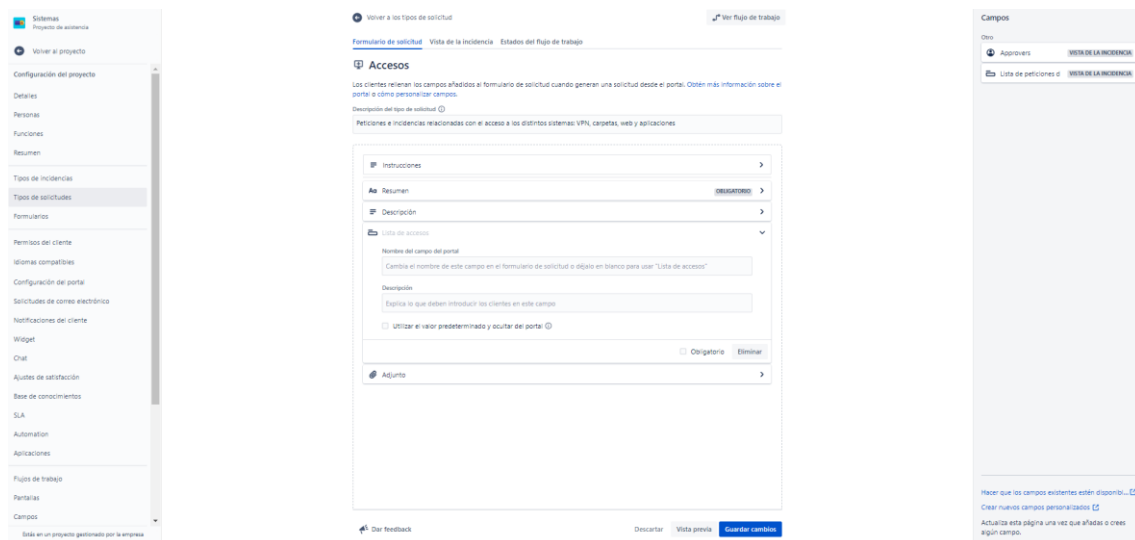 Sistemas
Proyecto de asistencia
Volver al proyecto
Configuración del proyecto
Detalles
Personas
Funciones
Resumen
Tipos de incidencias
Tipos de solicitudes
Formularios
Permisos del cliente
Idiomas compatibles
Configuración del portal
Solicitudes de correo electrónico
Notificaciones del cliente
Widget
Chat
Ajustes de satisfacción
Base de conocimientos
SLA
Automation
Aplicaciones
Flujos de trabajo
Pantallas
Campos
Estás en un proyecto gestionado por la empresa
Volver a los tipos de solicitud
Ver flujo de trabajo
Formulario de solicitud Vista de la incidencia Estados del flujo de trabajo
Accesos
Los clientes rellenan los campos añadidos al formulario de solicitud cuando generan una solicitud desde el portal. Obtén más información sobre el
portal o cómo personalizar campos.
Descripción del tipo de solicitud
Peticiones e incidencias relacionadas con el acceso a los distintos sistemas: VPN, carpetas, web y aplicaciones
Instrucciones
Aa Resumen OBLIGATORIO
Descripción
Lista de accesos
Nombre del campo del portal
Cambia el nombre de este campo en el formulario de solicitud o déjalo en blanco para usar "Lista de accesos"
Descripción
Explica lo que deben introducir los clientes en este campo
Utilizar el valor predeterminado y ocultar del portal
Obligatorio Eliminar
Adjunto
Dar feedback
Descartar Vista previa Guardar cambios
Campos
Otro
Approvers VISTA DE LA INCIDENCIA
Lista de peticiones d VISTA DE LA INCIDENCIA
Hacer que los campos existentes estén disponibl...
Crear nuevos campos personalizados
Actualiza esta página una vez que añadas o crees
algún campo.